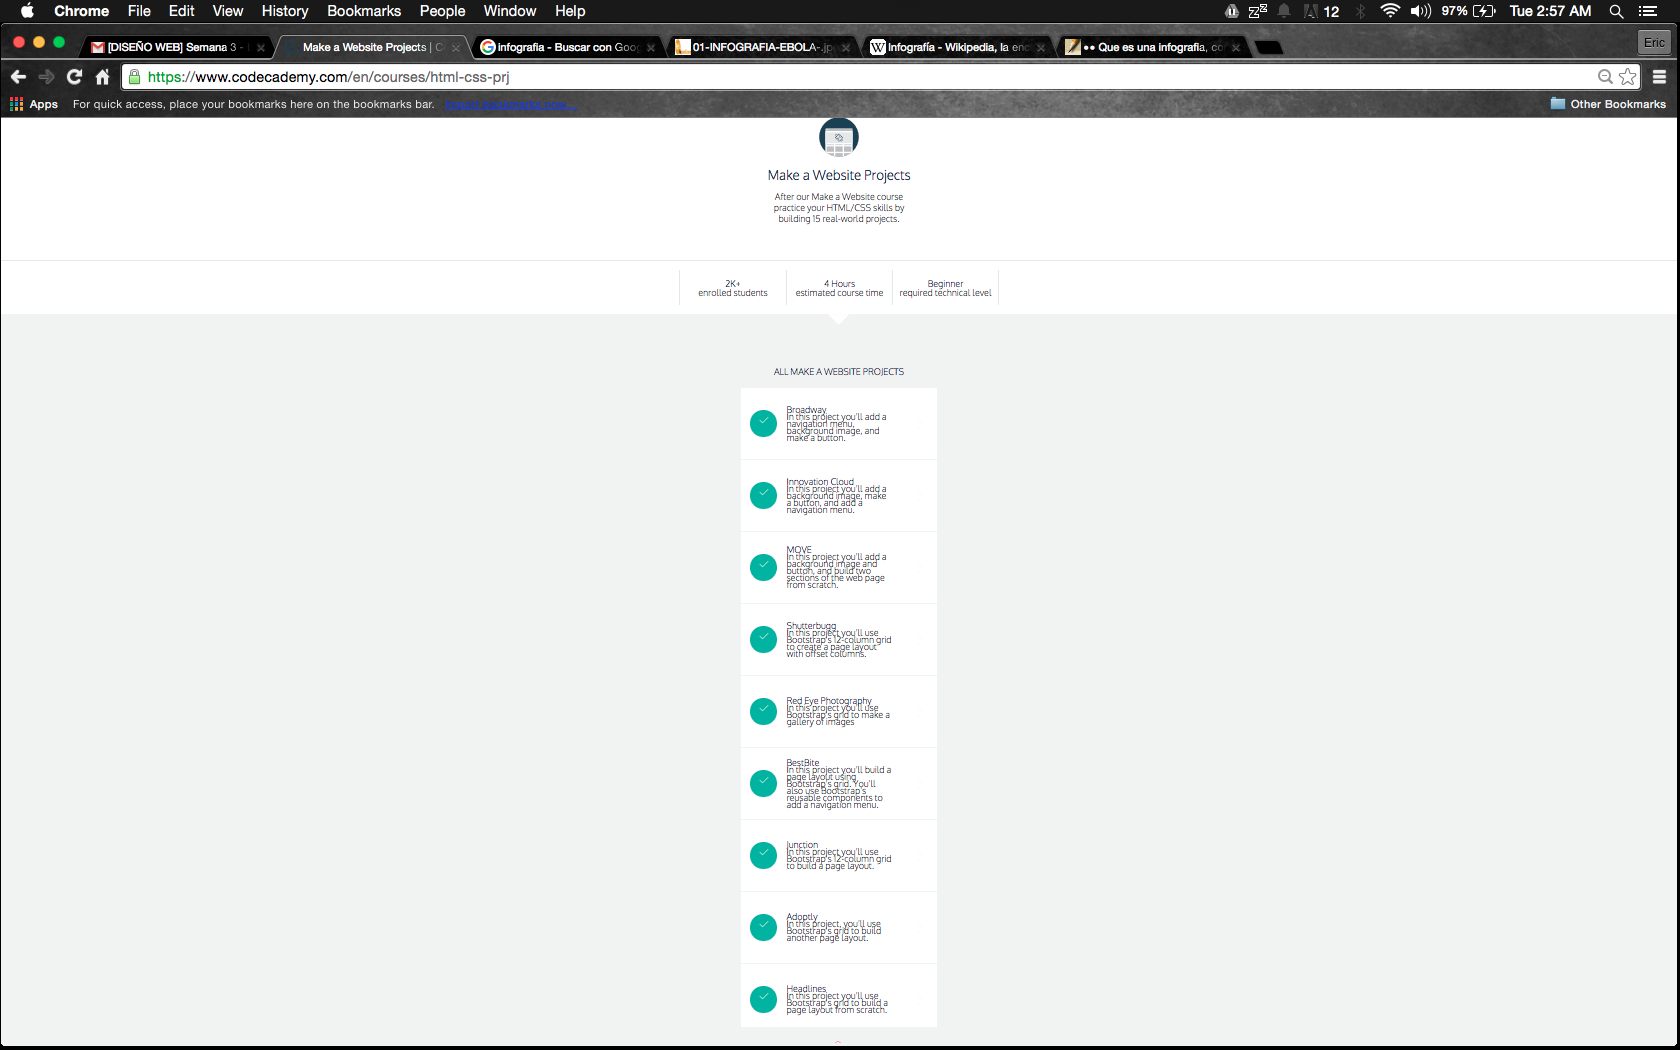 Chrome File Edit View History Bookmarks People Window Help 12 97% Tue 2:57 AM
[DISEÑO WEB] Semana 3 - Make a Website Projects | C infografia - Buscar con Goo 01-INFOGRAFIA-EBOLA-.jp Infografía - Wikipedia, la en •• Que es una infografia, co Eric
https://www.codecademy.com/en/courses/html-css-prj
Apps For quick access, place your bookmarks here on the bookmarks bar. Import bookmarks now... Other Bookmarks
Make a Website Projects
After our Make a Website course
practice your HTML/CSS skills by
building 15 real-world projects.
2K+
enrolled students
4 Hours
estimated course time
Beginner
required technical level
ALL MAKE A WEBSITE PROJECTS
Broadway
In this project you'll add a
navigation menu,
background image, and
make a button.
Innovation Cloud
In this project you'll add a
background image, make
a button, and add a
navigation menu.
MOVE
In this project you'll add a
background image and
button, and build two
sections of the web page
from scratch.
Shutterbugg
In this project you'll use
Bootstrap's 12-column grid
to create a page layout
with offset columns.
Red Eye Photography
In this project you'll use
Bootstrap's grid to make a
gallery of images
BestBite
In this project you'll build a
page layout using
Bootstrap's grid. You'll
also use Bootstrap's
reusable components to
add a navigation menu.
Junction
In this project you'll use
Bootstrap's 12-column grid
to build a page layout.
Adoptly
In this project, you'll use
Bootstrap's grid to build
another page layout.
Headlines
In this project you'll use
Bootstrap's grid to build a
page layout from scratch.